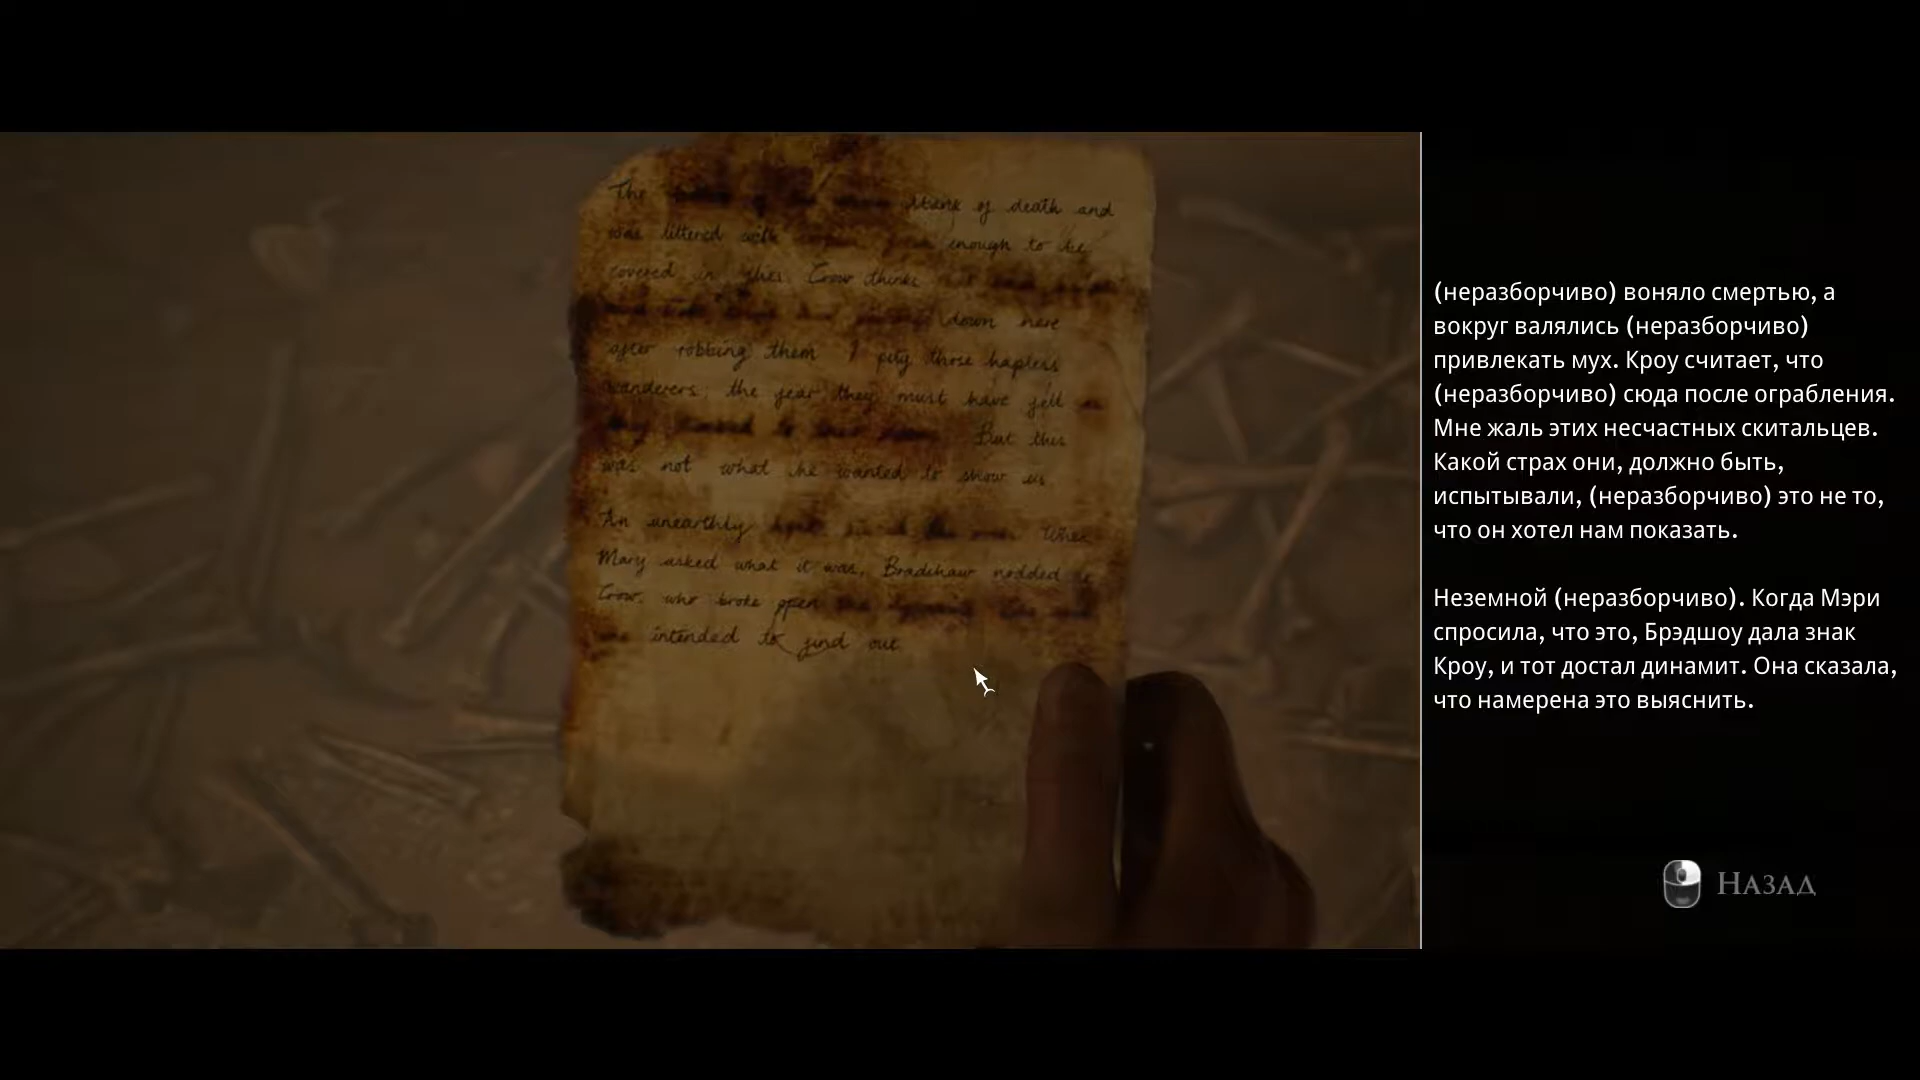 The stank of death and
was littered with enough to be
covered in flies. Crow thinks
down here
after robbing them I pity those hapless
wanderers, the fear they must have felt as
But this
was not what he wanted to show us.
An unearthly When
Mary asked what it was, Bradshaw nodded to
Crow, who broke open
intended to find out.
(неразборчиво) воняло смертью, а
вокруг валялись (неразборчиво)
привлекать мух. Кроу считает, что
(неразборчиво) сюда после ограбления.
Мне жаль этих несчастных скитальцев.
Какой страх они, должно быть,
испытывали, (неразборчиво) это не то,
что он хотел нам показать.
Неземной (неразборчиво). Когда Мэри
спросила, что это, Брэдшоу дала знак
Кроу, и тот достал динамит. Она сказала,
что намерена это выяснить.
Назад